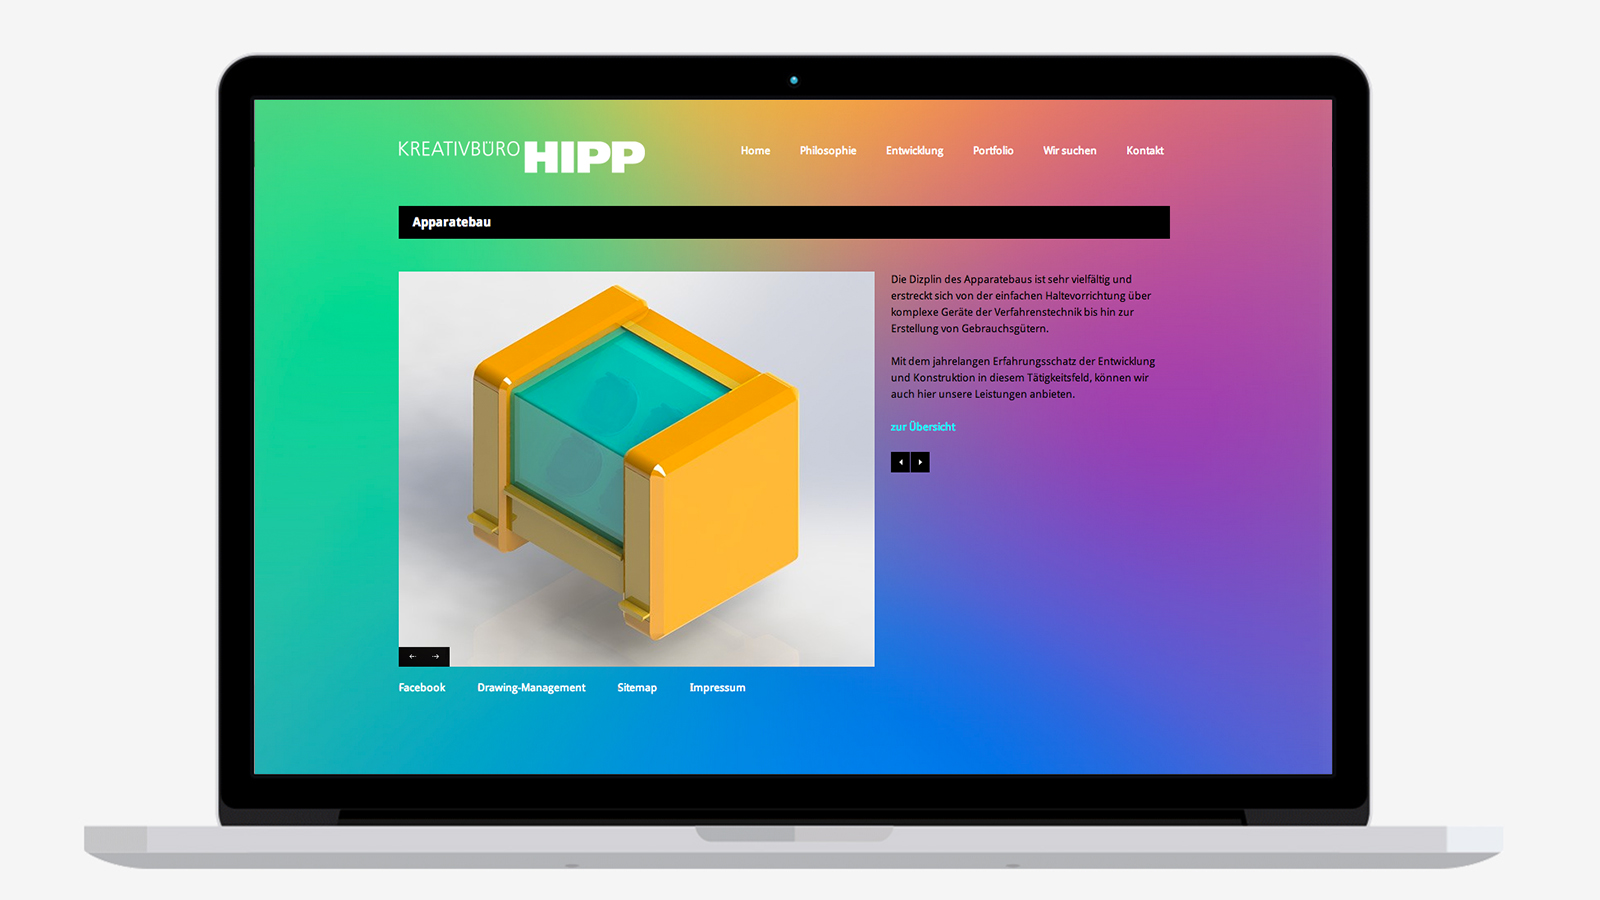 KREATIVBÜRO HIPP
Home Philosophie Entwicklung Portfolio Wir suchen Kontakt
Apparatebau
Die Dizplin des Apparatebaus ist sehr vielfältig und
erstreckt sich von der einfachen Haltevorrichtung über
komplexe Geräte der Verfahrenstechnik bis hin zur
Erstellung von Gebrauchsgütern.
Mit dem jahrelangen Erfahrungsschatz der Entwicklung
und Konstruktion in diesem Tätigkeitsfeld, können wir
auch hier unsere Leistungen anbieten.
zur Übersicht
Facebook Drawing-Management Sitemap Impressum